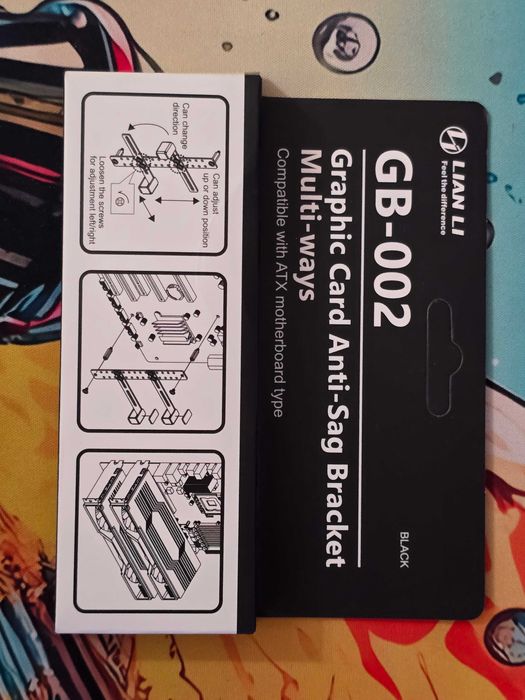 LIAN LI
Feel the difference
GB-002
Graphic Card Anti-Sag Bracket
Multi-ways
Compatible with ATX motherboard type
BLACK
Can change
direction
Can adjust
up or down position
Loosen the screws
for adjustment left/right